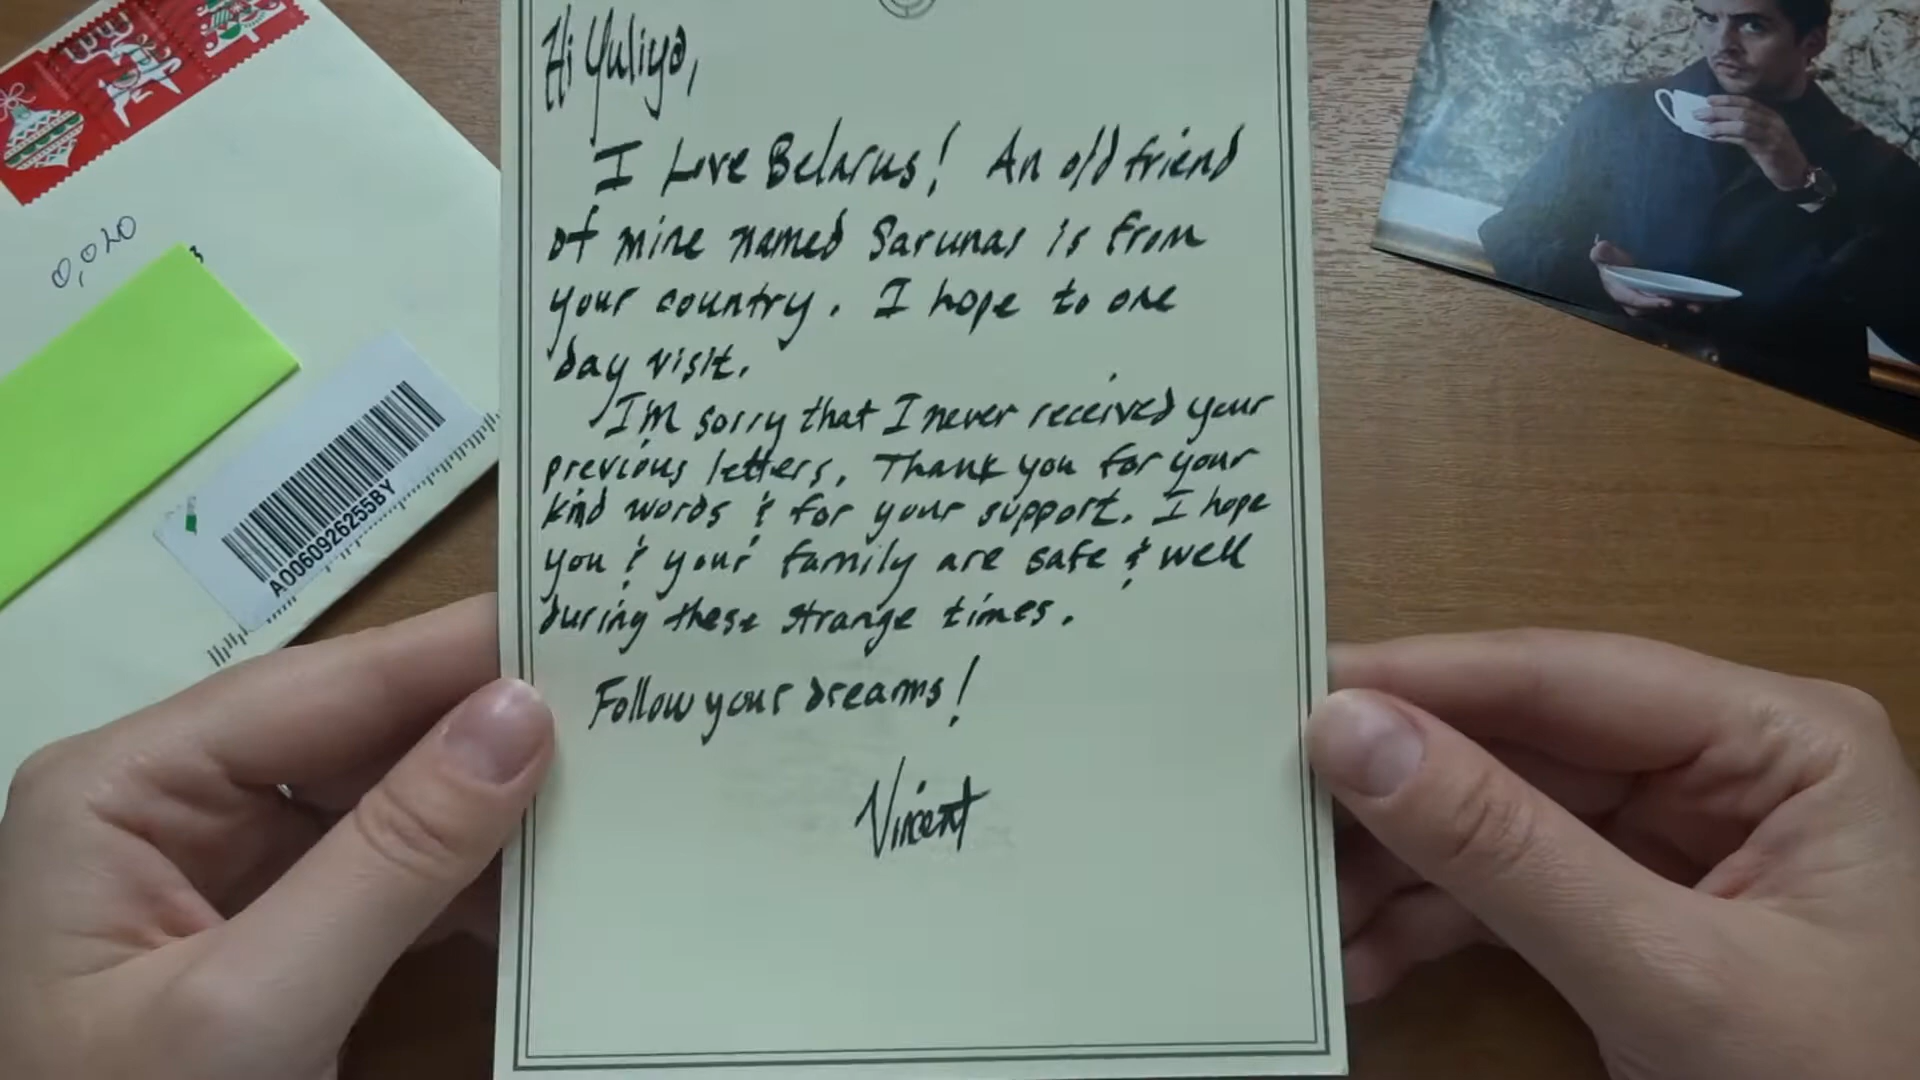 Hi Yuliya,
I Love Belarus! An old friend
of mine named Sarunas is from
your country. I hope to one
day visit.
I'm sorry that I never received your
previous letters. Thank you for your
kind words & for your support. I hope
you & your family are safe & well
during these strange times.
Follow your dreams!
Vincent
0,020
A0060926255BY